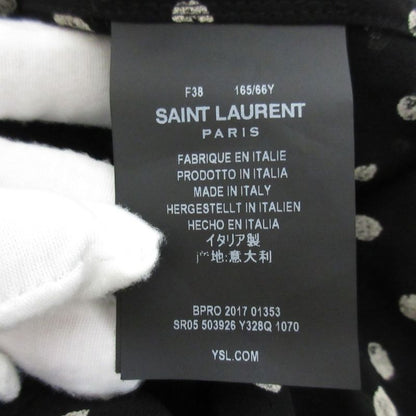 F38 165/66Y
SAINT LAURENT
PARIS
FABRIQUE EN ITALIE
PRODOTTO IN ITALIA
MADE IN ITALY
HERGESTELLT IN ITALIEN
HECHO EN ITALIA
イタリア製
产地:意大利
BPRO 2017 01353
SR05 503926 Y328Q 1070
YSL.COM